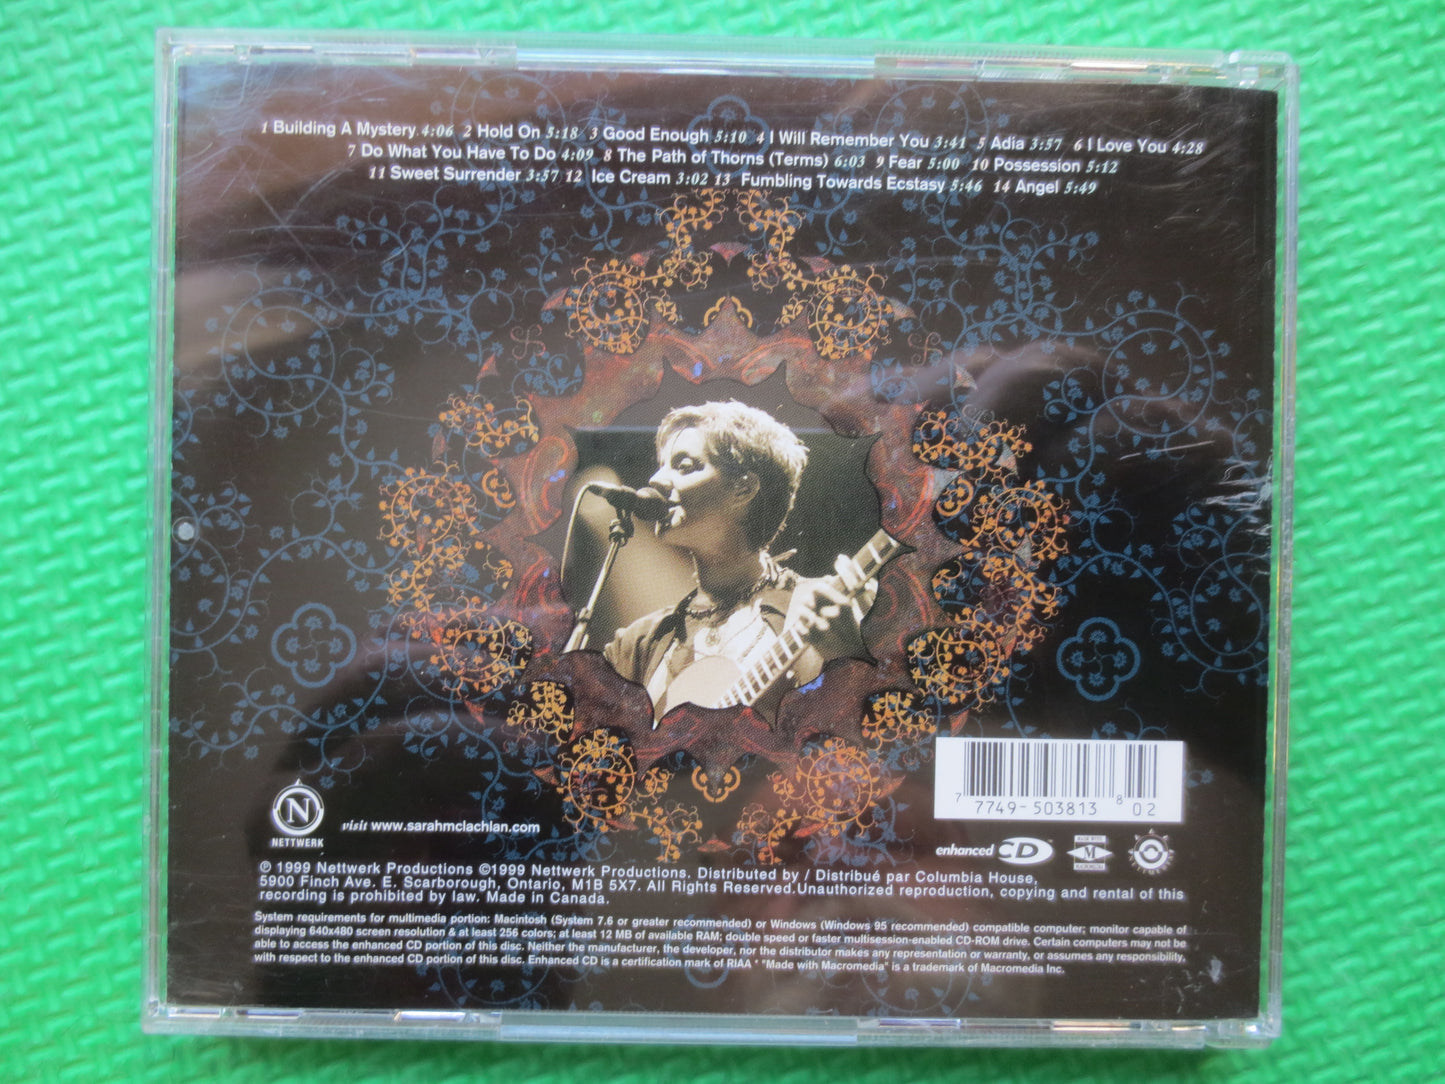 1 Building A Mystery 4:06 2 Hold On 5:18 3 Good Enough 5:10 4 I Will Remember You 3:41 5 Adia 3:57 6 I Love You 4:28
7 Do What You Have To Do 4:09 8 The Path of Thorns (Terms) 6:03 9 Fear 5:00 10 Possession 5:12
11 Sweet Surrender 3:57 12 Ice Cream 3:02 13 Fumbling Towards Ecstasy 5:46 14 Angel 5:49
7 7749-503813 8 02
N
NETTWERK
visit www.sarahmclachlan.com
enhanced CD
MADE WITH
M
MACROMEDIA
℗ 1999 Nettwerk Productions ©1999 Nettwerk Productions. Distributed by / Distribué par Columbia House,
5900 Finch Ave. E. Scarborough, Ontario, M1B 5X7. All Rights Reserved.Unauthorized reproduction, copying and rental of this
recording is prohibited by law. Made in Canada.
System requirements for multimedia portion: Macintosh (System 7.6 or greater recommended) or Windows (Windows 95 recommended) compatible computer; monitor capable of
displaying 640x480 screen resolution & at least 256 colors; at least 12 MB of available RAM; double speed or faster multisession-enabled CD-ROM drive. Certain computers may not be
able to access the enhanced CD portion of this disc. Neither the manufacturer, the developer, nor the distributor makes any representation or warranty, or assumes any responsibility,
with respect to the enhanced CD portion of this disc. Enhanced CD is a certification mark of RIAA * "Made with Macromedia" is a trademark of Macromedia Inc.